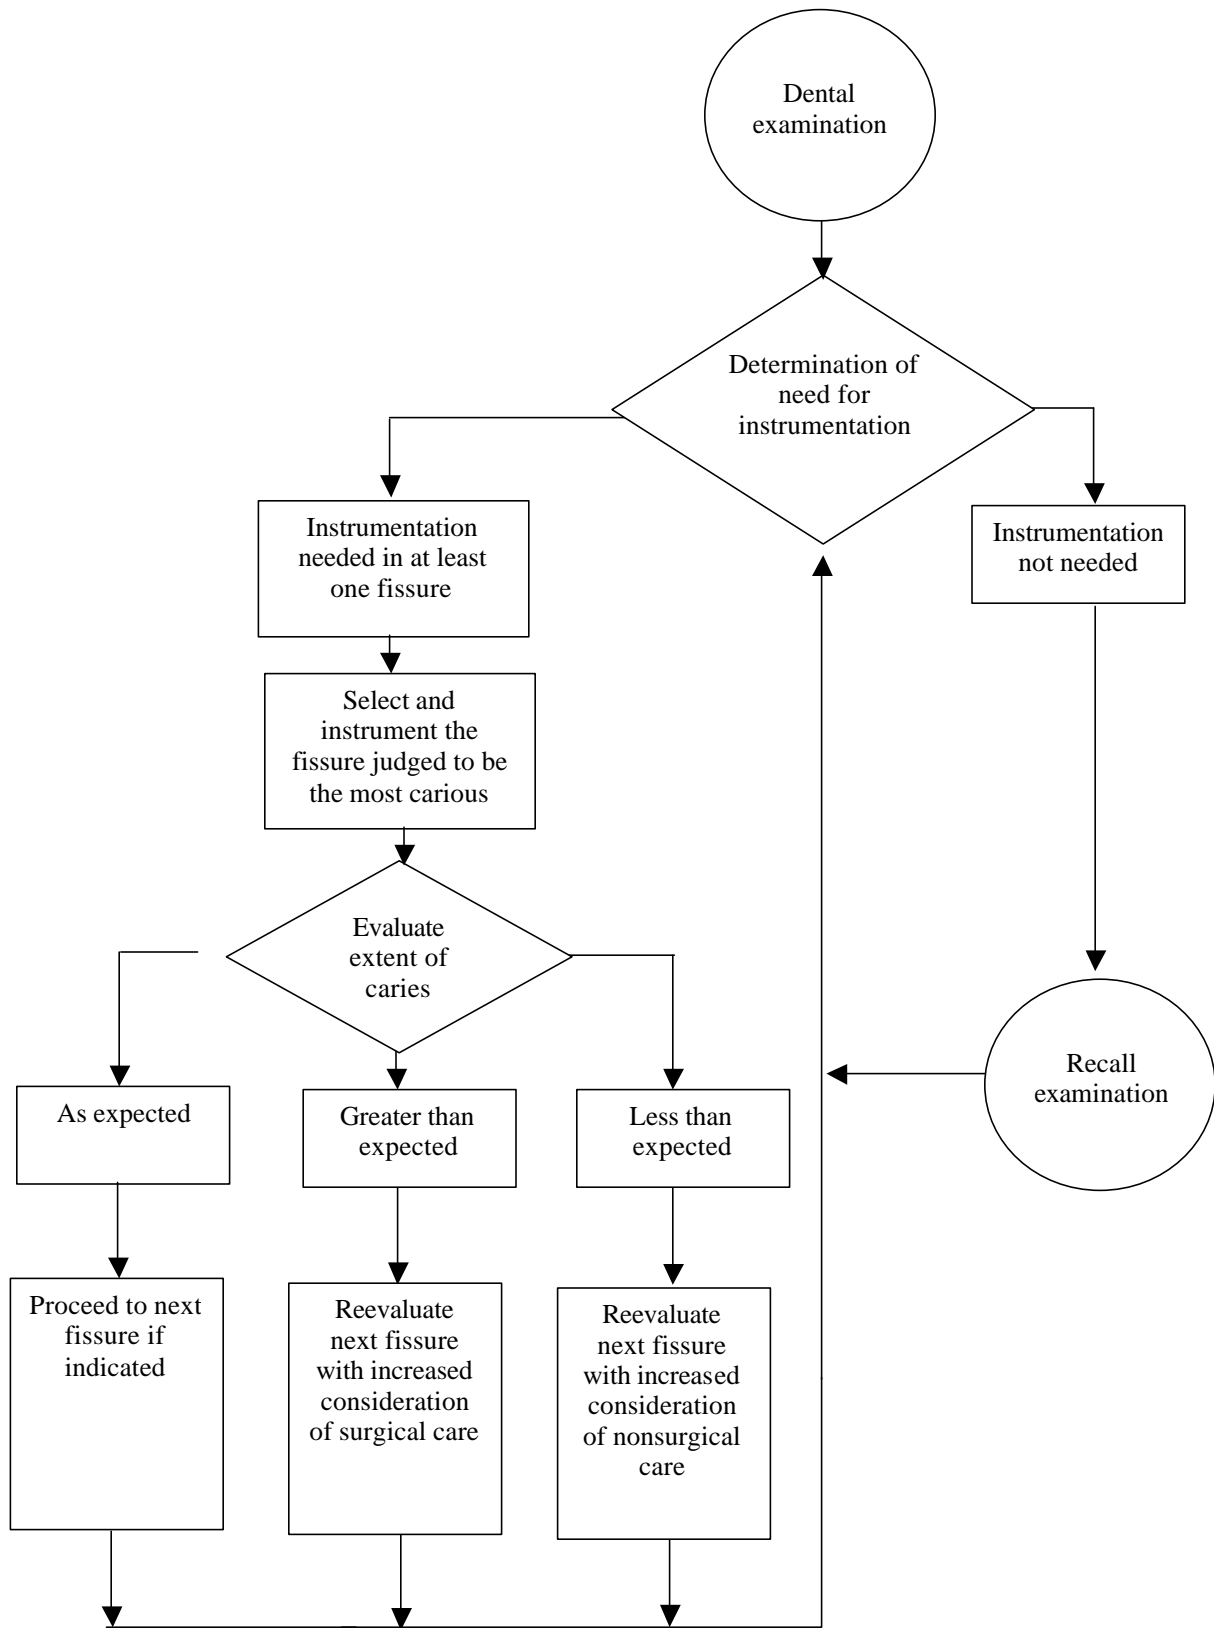 Dental
examination
Determination of
need for
instrumentation
Instrumentation
needed in at least
one fissure
Instrumentation
not needed
Select and
instrument the
fissure judged to be
the most carious
Evaluate
extent of
caries
Recall
examination
As expected
Greater than
expected
Less than
expected
Proceed to next
fissure if
indicated
Reevaluate
next fissure
with increased
consideration
of surgical care
Reevaluate
next fissure
with increased
consideration
of nonsurgical
care